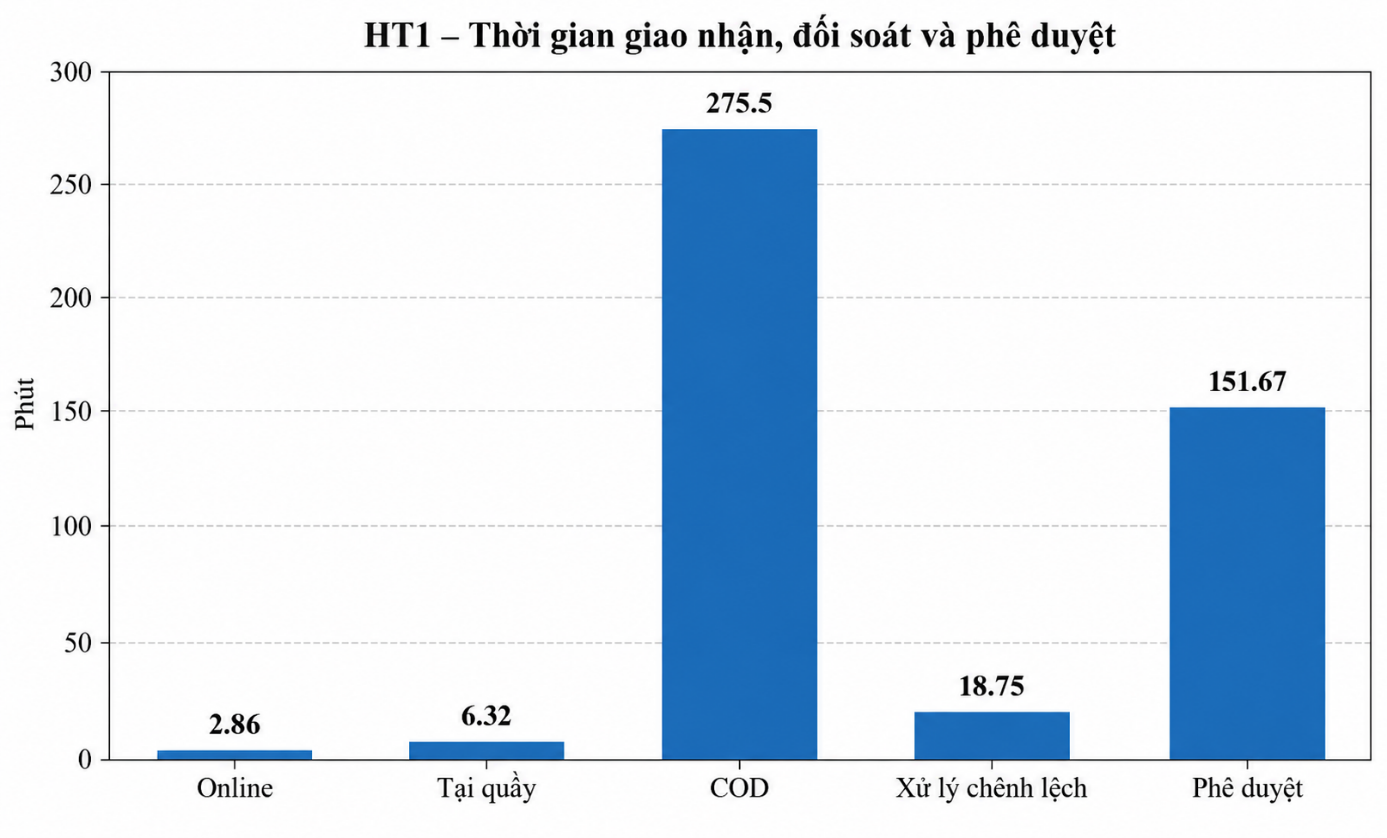 HT1 – Thời gian giao nhận, đối soát và phê duyệt
300
250
200
150
100
50
0
Phút
2.86
6.32
275.5
18.75
151.67
Online
Tại quầy
COD
Xử lý chênh lệch
Phê duyệt